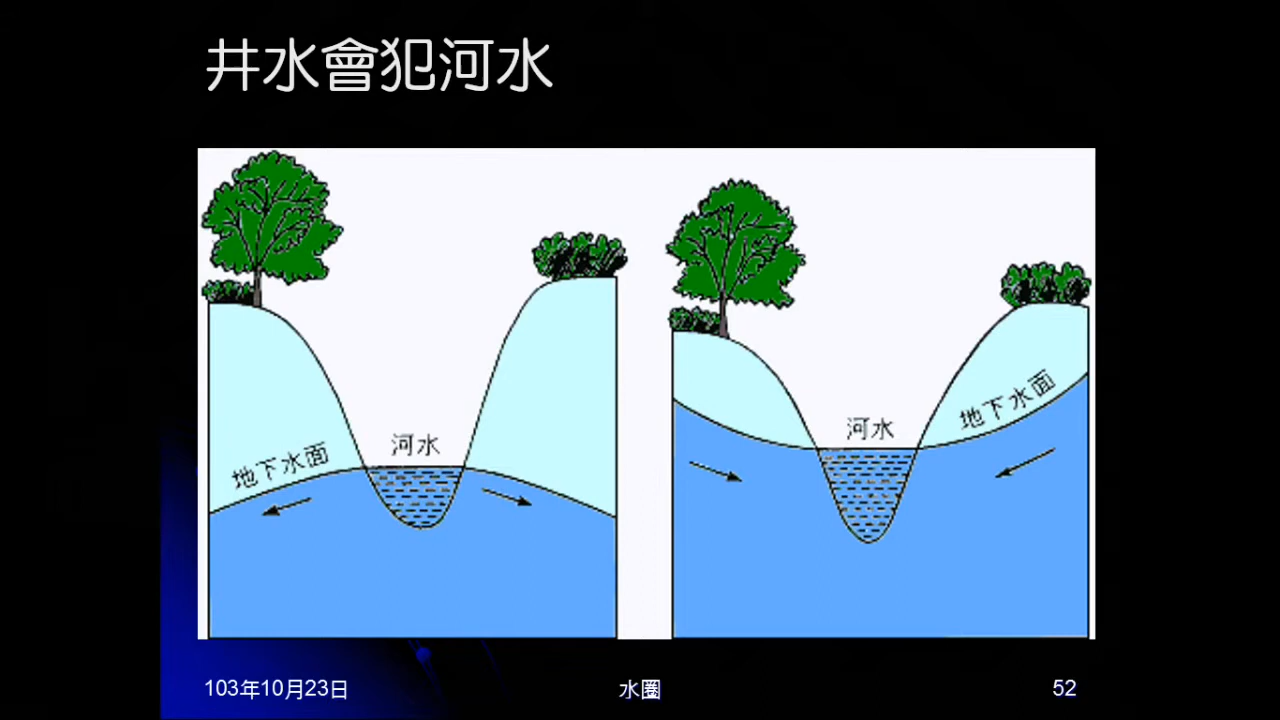 井水會犯河水
地下水面
河水
河水
地下水面
103年10月23日
水圈
52